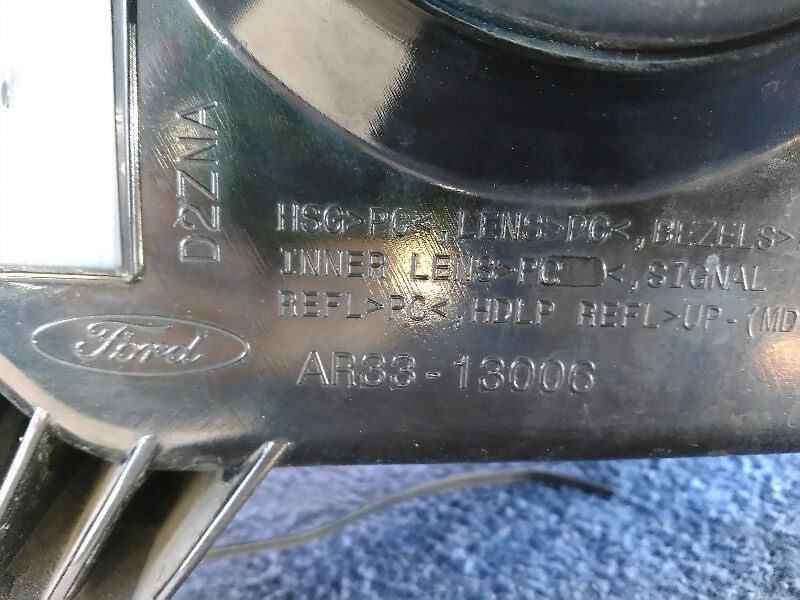 D2ZNA
HSG>PC<,LENS>PC<,BEZELS>
INNER LENS>PC <,SIGNAL
REFL>PC<,HDLP REFL>UP-(MD
Ford
AR33-13006